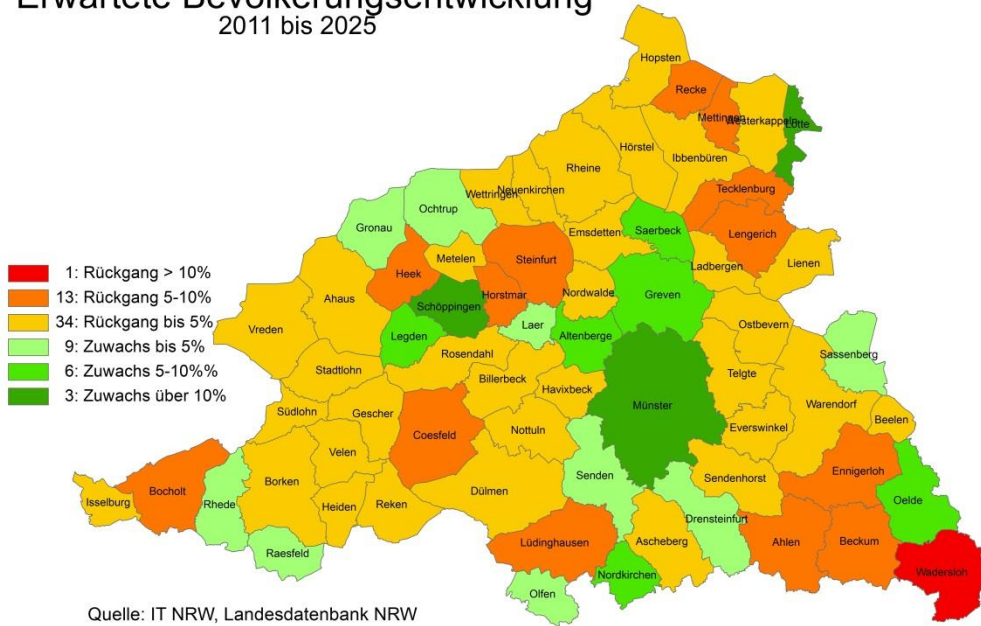 Erwartete Bevölkerungsentwicklung
2011 bis 2025
Hopsten
Recke
Mettingen
Westerkappeln
Lotte
Hörstel
Ibbenbüren
Rheine
Neuenkirchen
Wettringen
Tecklenburg
Ochtrup
Gronau
Emsdetten
Saerbeck
Lengerich
Metelen
Steinfurt
Ladbergen
Lienen
1: Rückgang > 10%
13: Rückgang 5-10%
34: Rückgang bis 5%
9: Zuwachs bis 5%
6: Zuwachs 5-10%%
3: Zuwachs über 10%
Heek
Horstmar
Nordwalde
Greven
Ahaus
Schöppingen
Vreden
Laer
Altenberge
Ostbevern
Legden
Rosendahl
Sassenberg
Stadtlohn
Billerbeck
Havixbeck
Telgte
Münster
Warendorf
Südlohn
Gescher
Beelen
Coesfeld
Nottuln
Everswinkel
Velen
Ennigerloh
Senden
Sendenhorst
Borken
Dülmen
Bocholt
Isselburg
Rhede
Heiden
Reken
Oelde
Drensteinfurt
Lüdinghausen
Ascheberg
Ahlen
Beckum
Raesfeld
Nordkirchen
Wadersloh
Olfen
Quelle: IT NRW, Landesdatenbank NRW